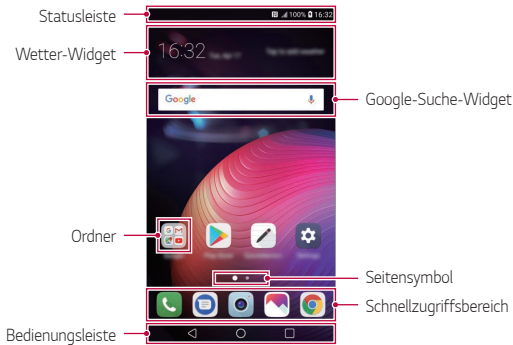 Statusleiste
100% 16:32
Wetter-Widget
16:32
Google
Google-Suche-Widget
Ordner
Seitensymbol
Schnellzugriffsbereich
Bedienungsleiste